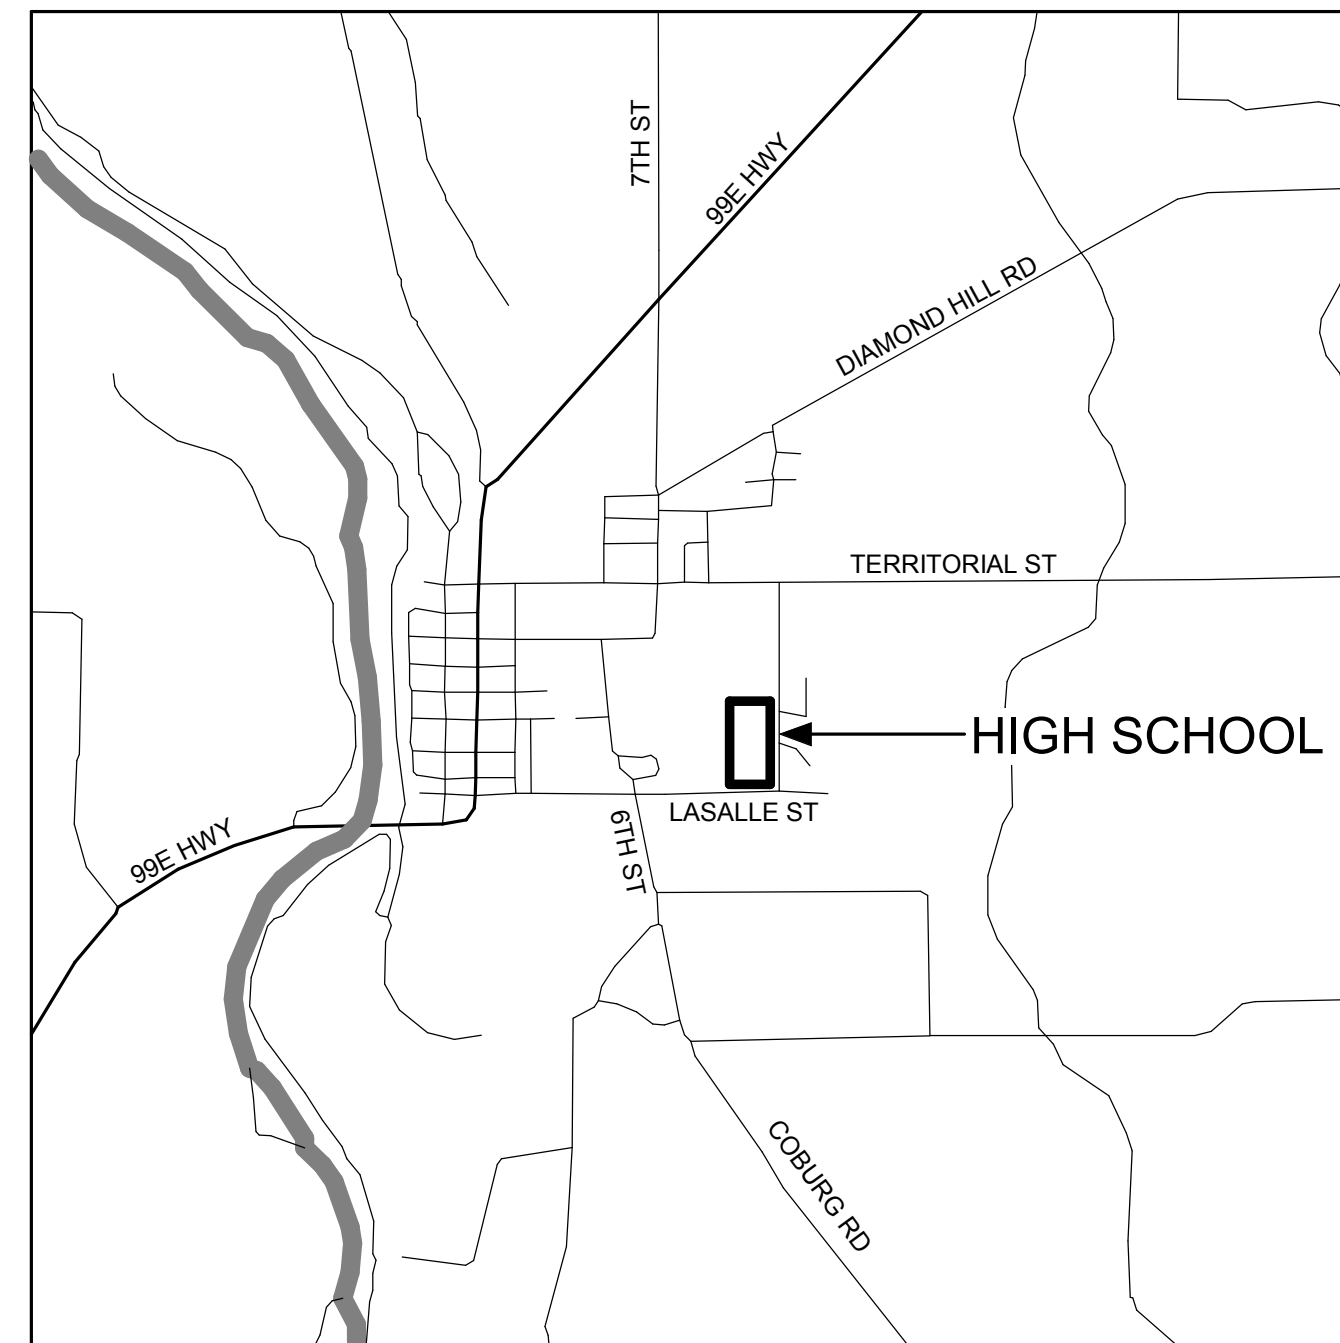 7TH ST
99E HWY
DIAMOND HILL RD
TERRITORIAL ST
HIGH SCHOOL
LASALLE ST
99E HWY
6TH ST
COBURG RD